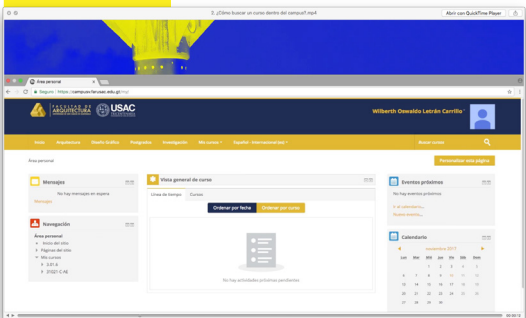 2. ¿Cómo buscar un curso dentro del campus?.mp4
Abrir con QuickTime Player
Área personal
Seguro | https://campusv.farusac.edu.gt/my/
FACULTAD DE
ARQUITECTURA
USAC
Wilberth Oswaldo Letrán Carrillo
Inicio Arquitectura Diseño Gráfico Postgrados Investigación Mis cursos Español - Internacional (es)
Buscar cursos
Área personal
Personalizar esta página
Mensajes
No hay mensajes en espera
Mensajes
Navegación
Área personal
Inicio del sitio
Páginas del sitio
Mis cursos
3.01.6
Vista general de curso
Línea de tiempo Cursos
Ordenar por fecha Ordenar por curso
No hay actividades próximas pendientes
Eventos próximos
No hay eventos próximos
Ir al calendario...
Nuevo evento...
Calendario
noviembre 2017
Lun Mar Mié Jue Vie Sáb Dom
1 2 3 4 5
6 7 8 9 10 11 12
13 14 15 16 17 18 19
20 21 22 23 24 25 26
27 28 29 30